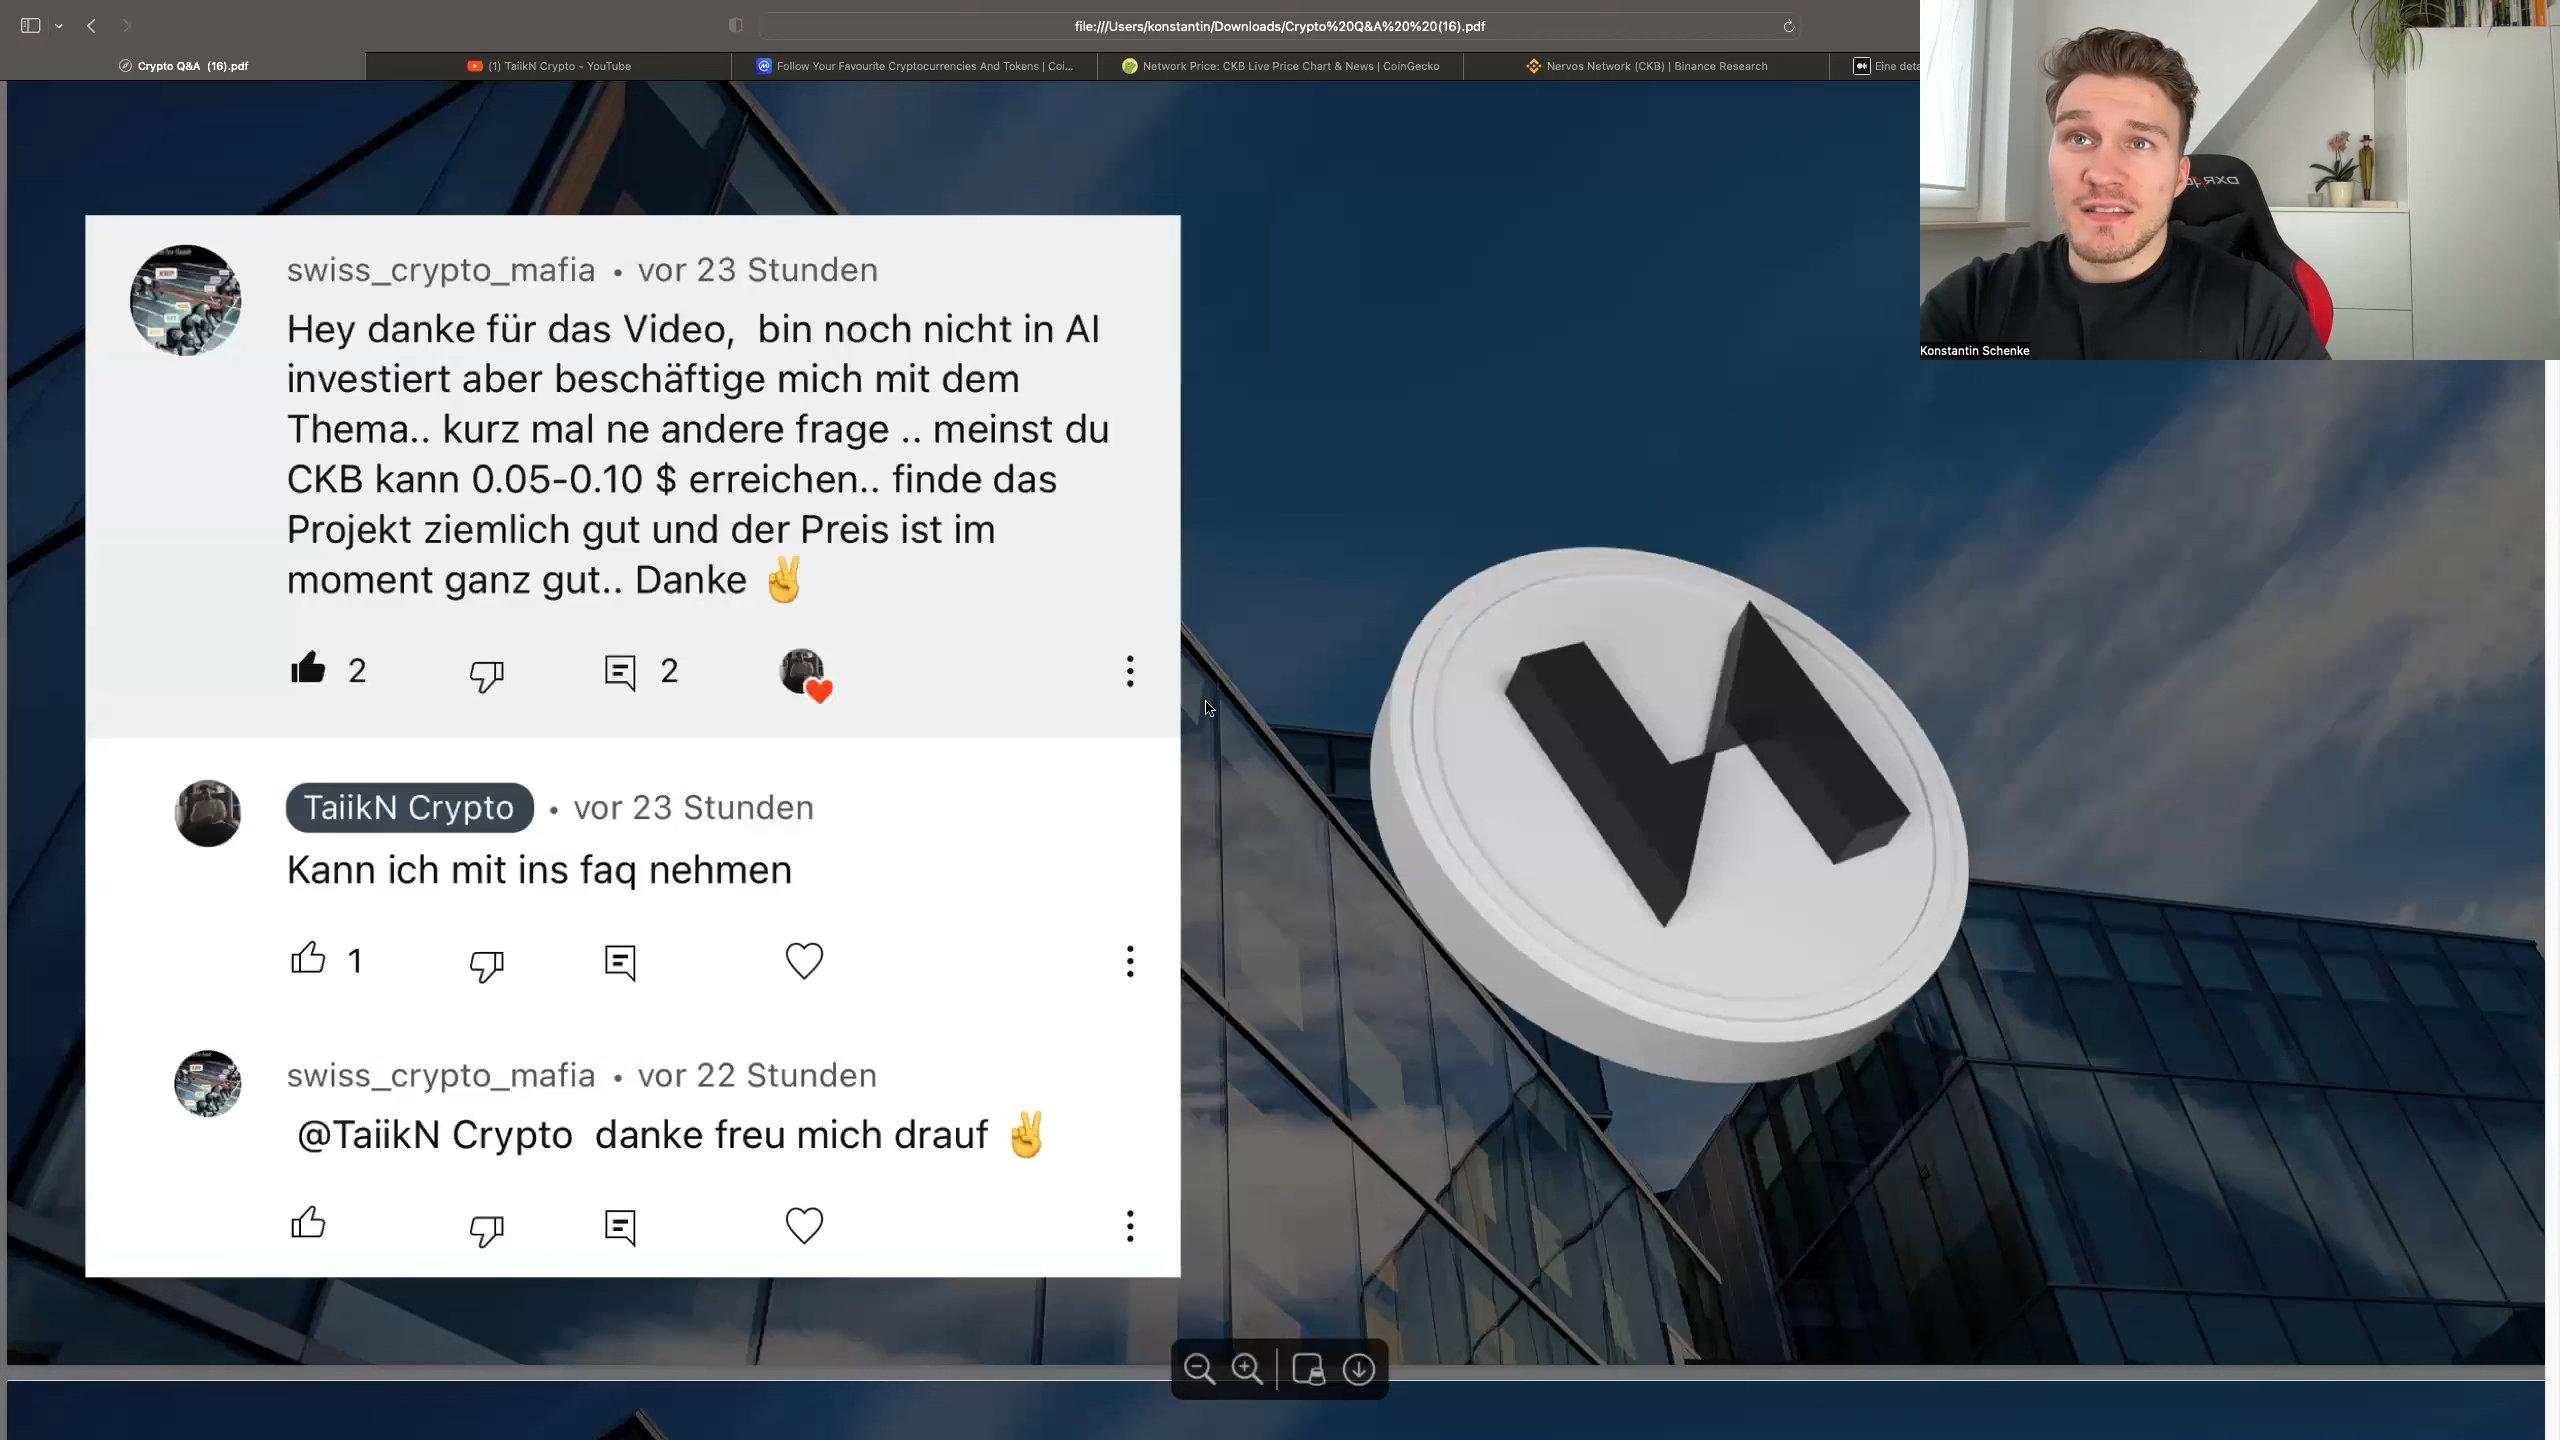 file:///Users/konstantin/Downloads/Crypto%20Q&A%20%20(16).pdf
Crypto Q&A (16).pdf
(1) TaiikN Crypto - YouTube
Follow Your Favourite Cryptocurrencies And Tokens | Coi...
Network Price: CKB Live Price Chart & News | CoinGecko
Nervos Network (CKB) | Binance Research
Eine deta
Konstantin Schenke
swiss_crypto_mafia • vor 23 Stunden
Hey danke für das Video,  bin noch nicht in AI
investiert aber beschäftige mich mit dem
Thema.. kurz mal ne andere frage .. meinst du
CKB kann 0.05-0.10 $ erreichen.. finde das
Projekt ziemlich gut und der Preis ist im
moment ganz gut.. Danke ✌️
2
2
TaiikN Crypto • vor 23 Stunden
Kann ich mit ins faq nehmen
1
swiss_crypto_mafia • vor 22 Stunden
@TaiikN Crypto  danke freu mich drauf ✌️